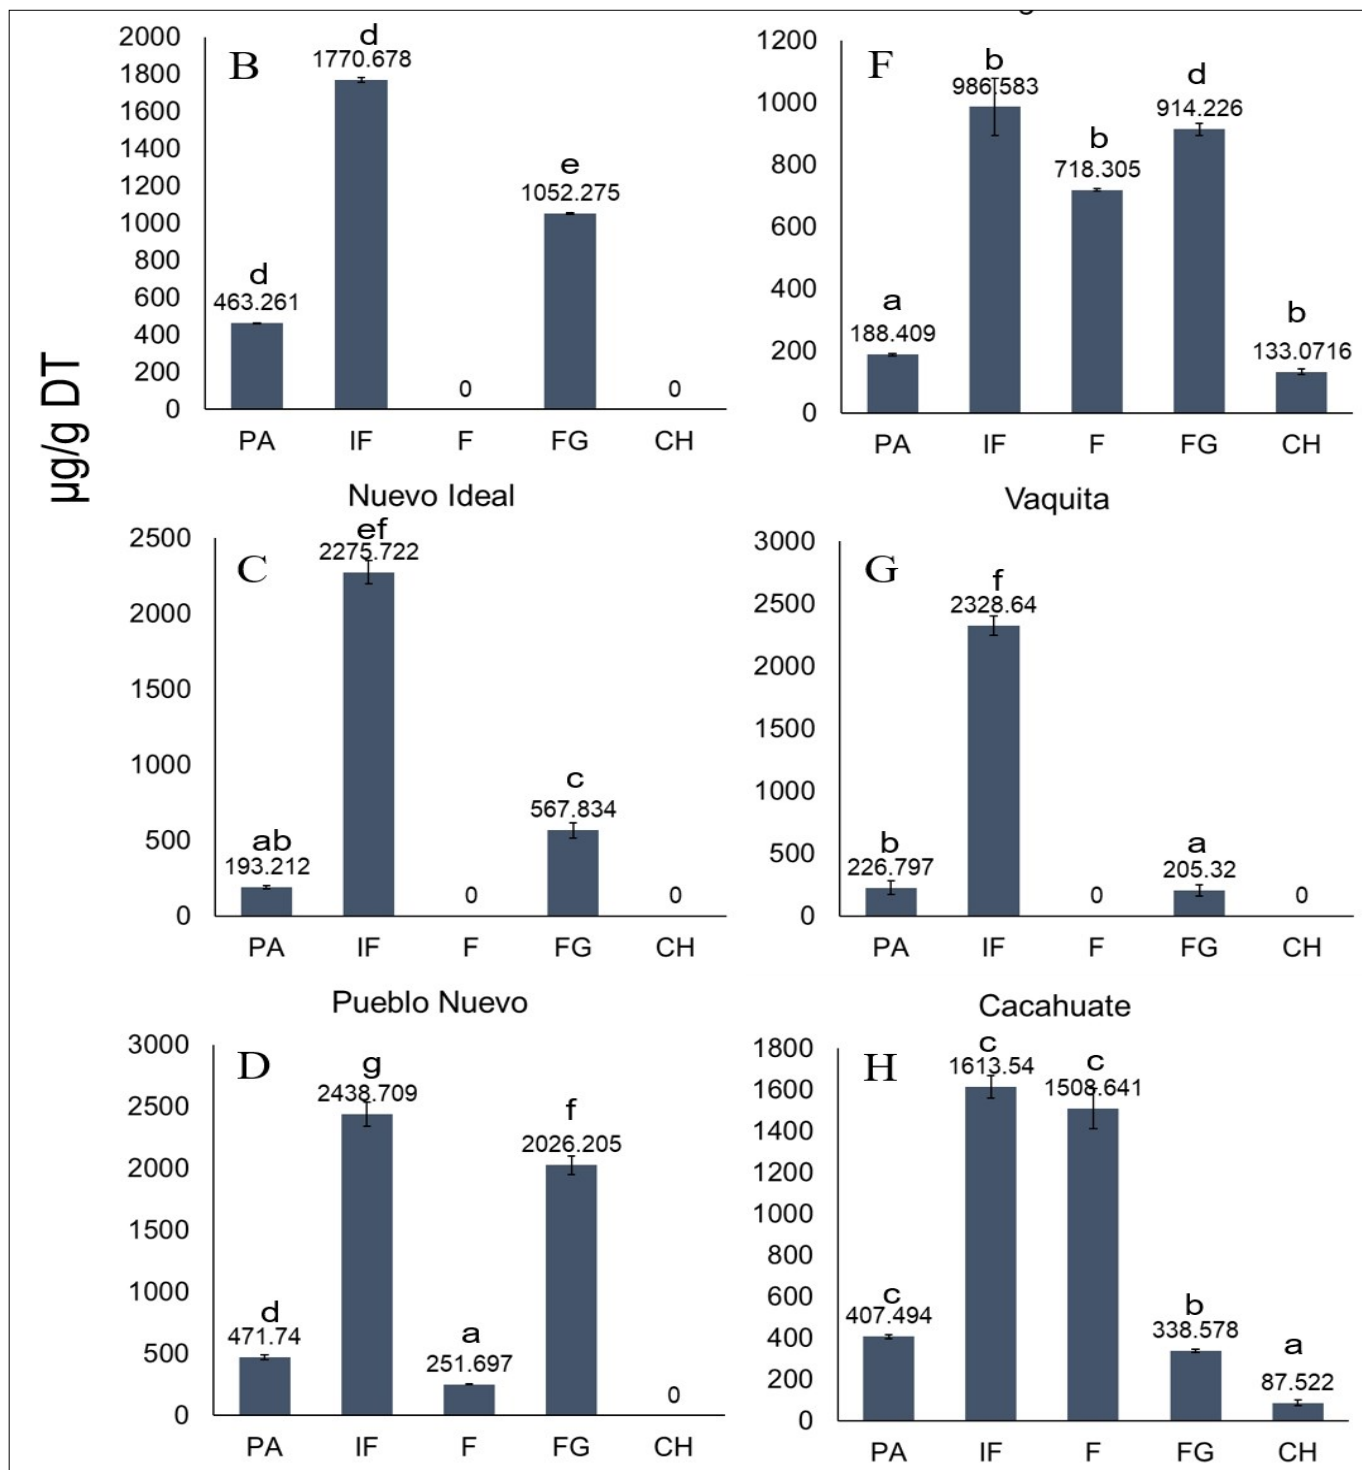 µg/g DT
B
2000
1800
1600
1400
1200
1000
800
600
400
200
0
d
463.261
d
1770.678
0
e
1052.275
0
PA IF F FG CH
F
1200
1000
800
600
400
200
0
a
188.409
b
986.583
b
718.305
d
914.226
b
133.0716
PA IF F FG CH
Nuevo Ideal
C
2500
2000
1500
1000
500
0
ab
193.212
ef
2275.722
0
c
567.834
0
PA IF F FG CH
Vaquita
G
3000
2500
2000
1500
1000
500
0
b
226.797
f
2328.64
0
a
205.32
0
PA IF F FG CH
Pueblo Nuevo
D
3000
2500
2000
1500
1000
500
0
d
471.74
g
2438.709
a
251.697
f
2026.205
0
PA IF F FG CH
Cacahuate
H
1800
1600
1400
1200
1000
800
600
400
200
0
c
407.494
c
1613.54
c
1508.641
b
338.578
a
87.522
PA IF F FG CH